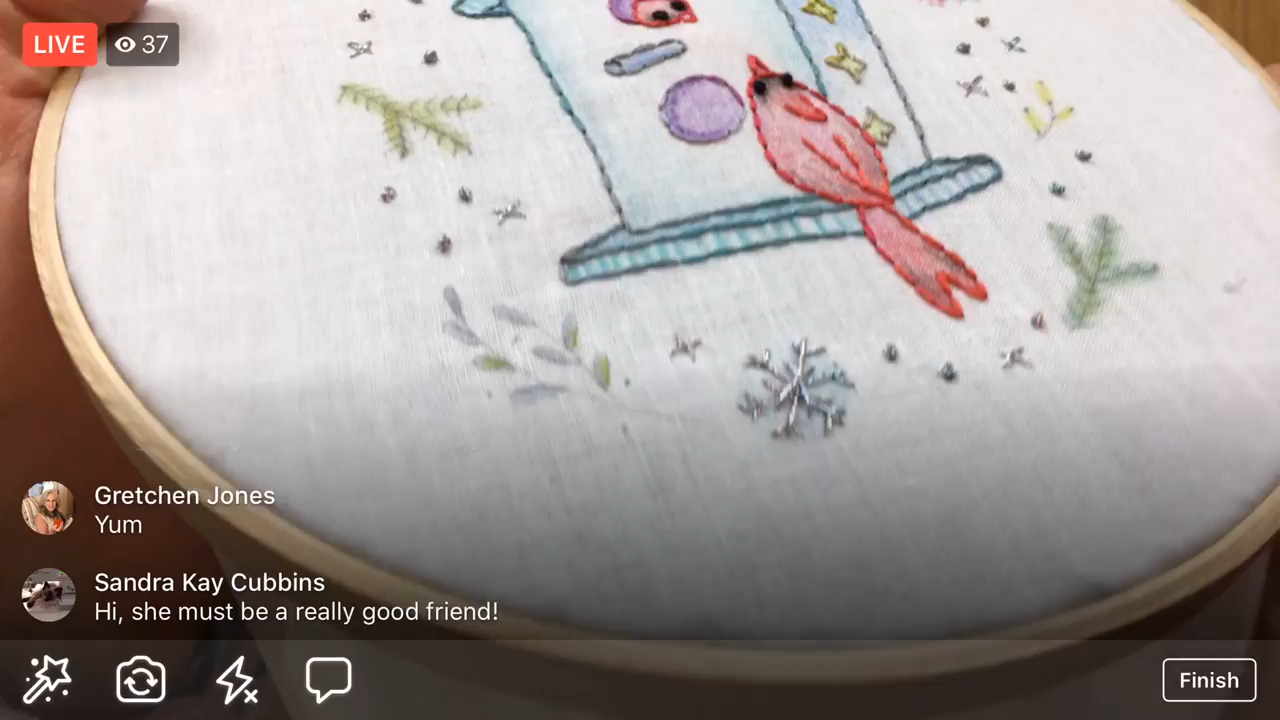 LIVE 37
Gretchen Jones
Yum
Sandra Kay Cubbins
Hi, she must be a really good friend!
Finish